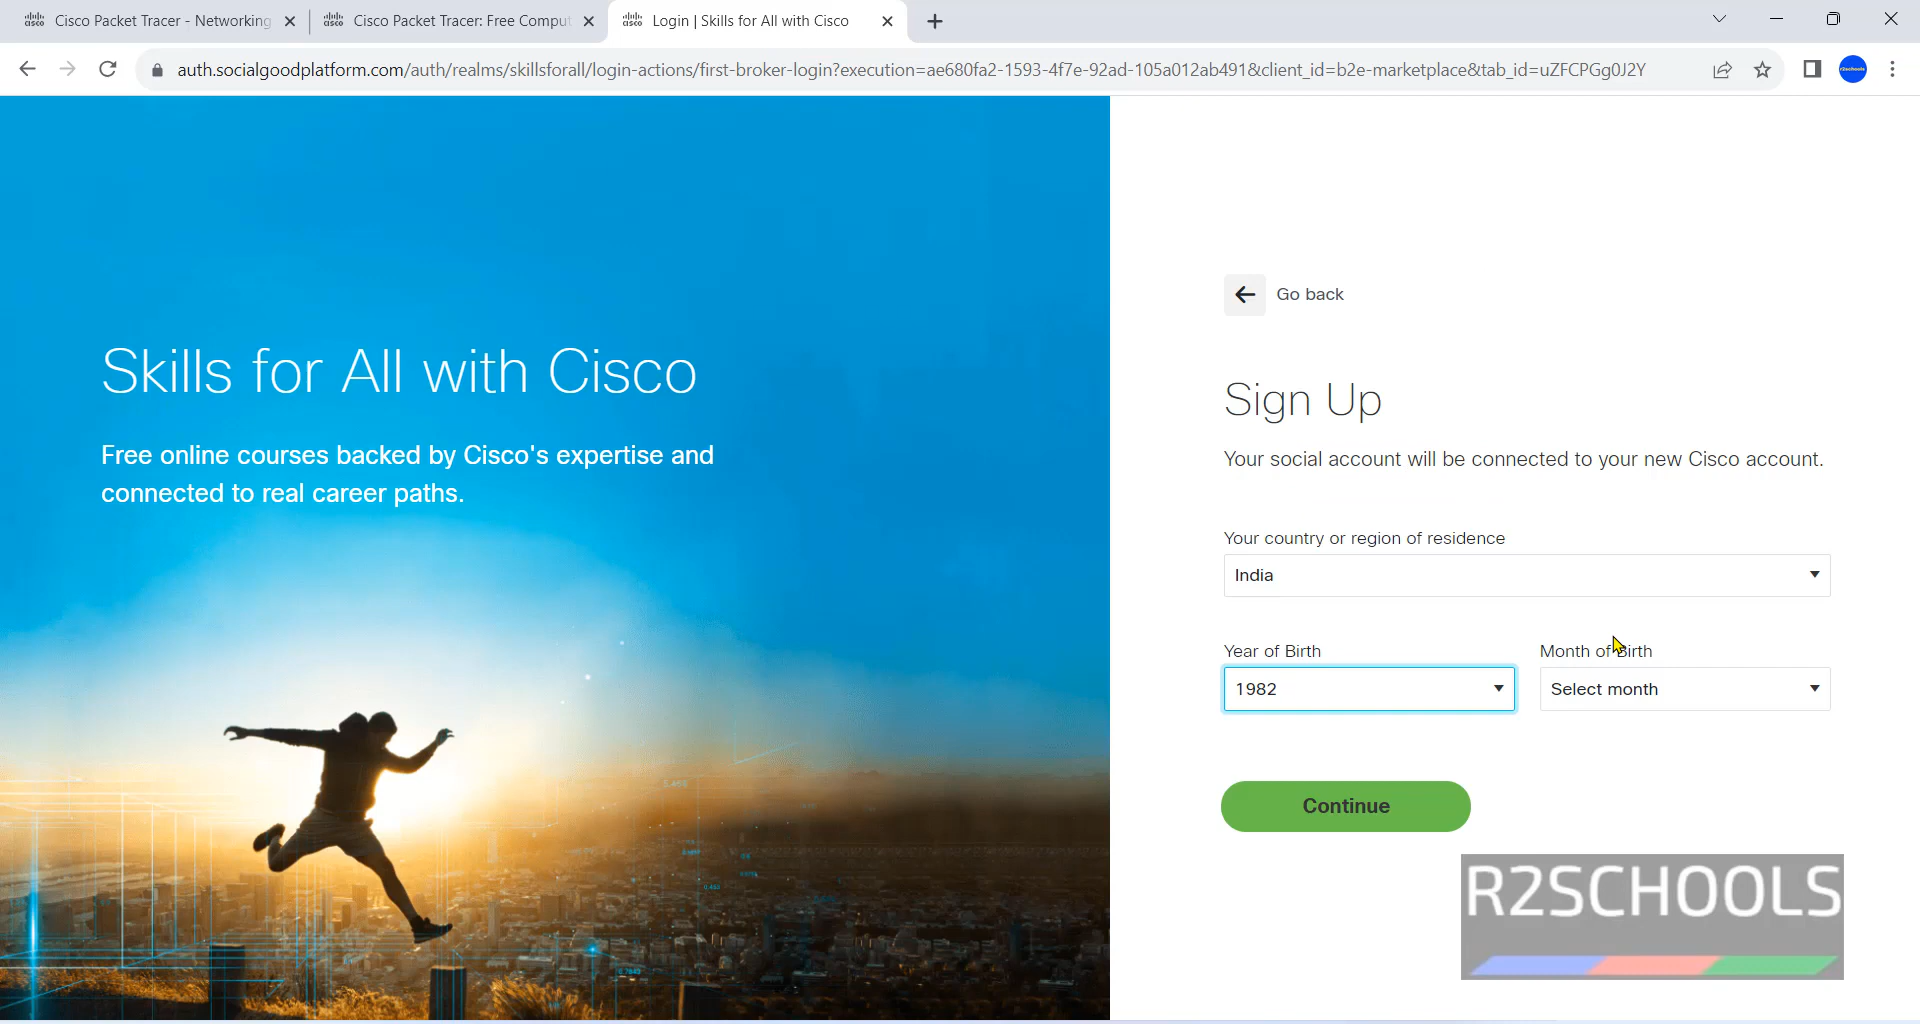 Cisco Packet Tracer - Networking
Cisco Packet Tracer: Free Comput
Login | Skills for All with Cisco
auth.socialgoodplatform.com/auth/realms/skillsforall/login-actions/first-broker-login?execution=ae680fa2-1593-4f7e-92ad-105a012ab491&client_id=b2e-marketplace&tab_id=uZFCPGg0J2Y
Go back
Skills for All with Cisco
Free online courses backed by Cisco's expertise and
connected to real career paths.
Sign Up
Your social account will be connected to your new Cisco account.
Your country or region of residence
India
Year of Birth
Month of Birth
1982
Select month
Continue
R2SCHOOLS